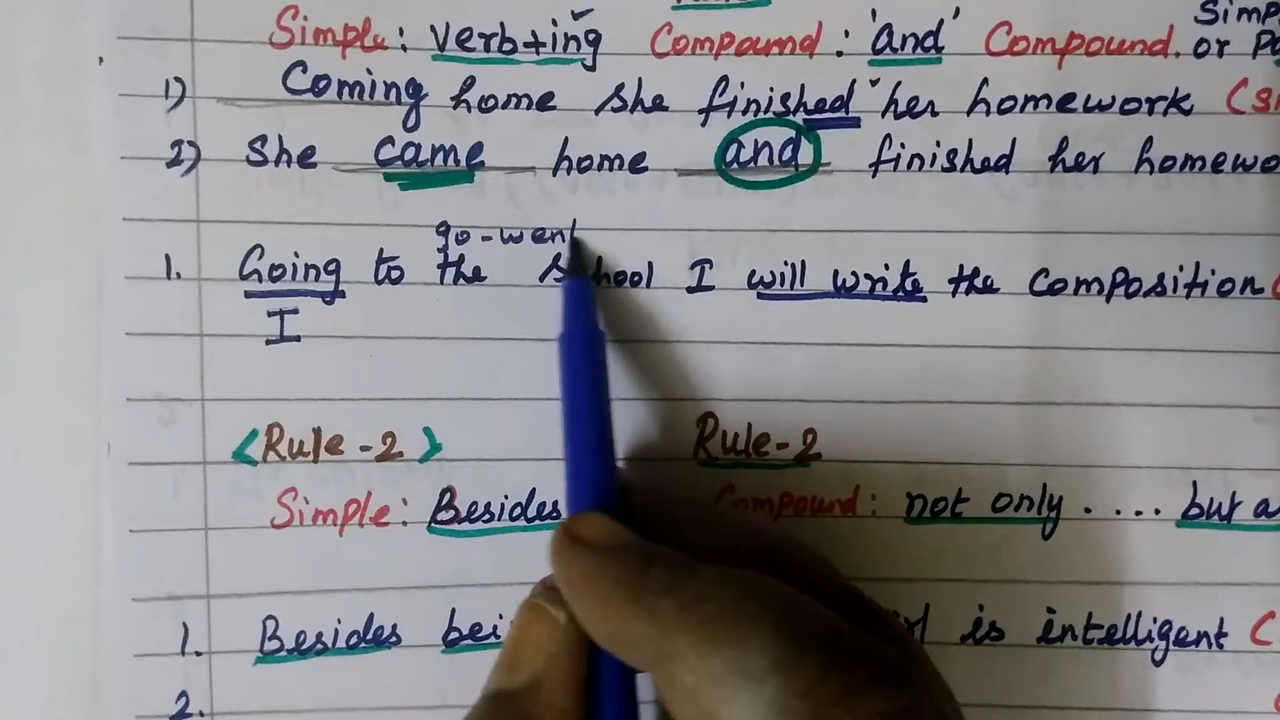 Simple: verb+ing Compound: 'and' Compound. or
1) Coming home she finished her homework
2) She came home and finished her
go-went
1. Going to the school I will write the composition
I
<Rule-2> Rule-2
Simple: Besides Compound: not only .... but
1. Besides is intelligent
2.